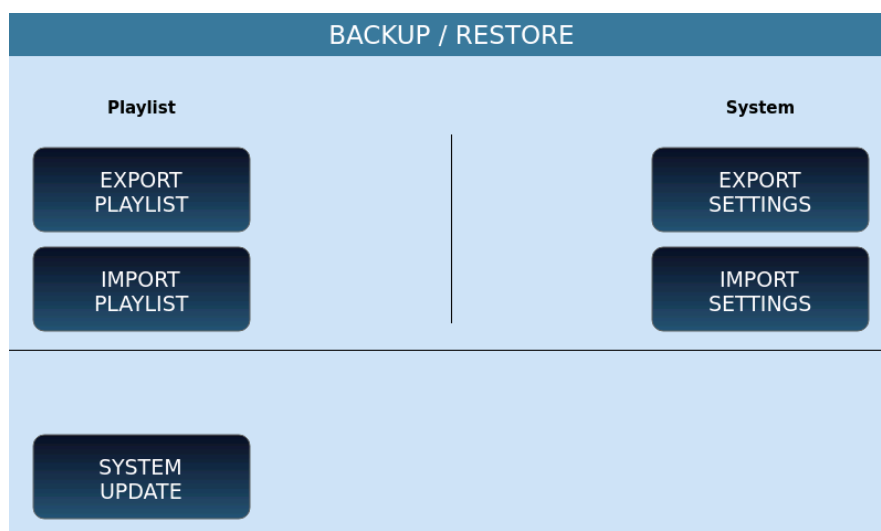 BACKUP / RESTORE
Playlist
System
EXPORT
PLAYLIST
EXPORT
SETTINGS
IMPORT
PLAYLIST
IMPORT
SETTINGS
SYSTEM
UPDATE